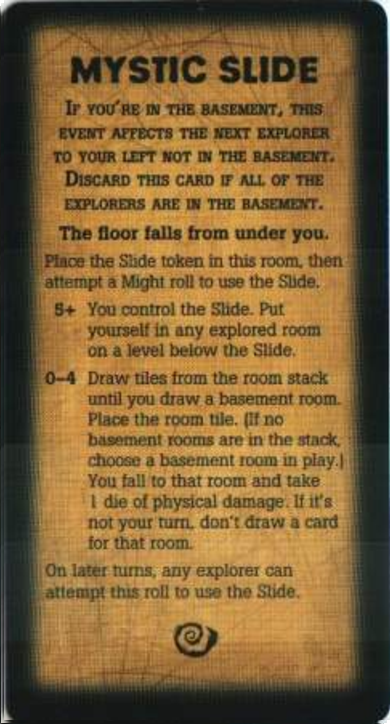 MYSTIC SLIDE
IF YOU'RE IN THE BASEMENT, THIS
EVENT AFFECTS THE NEXT EXPLORER
TO YOUR LEFT NOT IN THE BASEMENT.
DISCARD THIS CARD IF ALL OF THE
EXPLORERS ARE IN THE BASEMENT.
The floor falls from under you.
Place the Slide token in this room, then
attempt a Might roll to use the Slide.
5+ You control the Slide. Put
yourself in any explored room
on a level below the Slide.
0–4 Draw tiles from the room stack
until you draw a basement room.
Place the room tile. (If no
basement rooms are in the stack,
choose a basement room in play.)
You fall to that room and take
1 die of physical damage. If it's
not your turn, don't draw a card
for that room.
On later turns, any explorer can
attempt this roll to use the Slide.